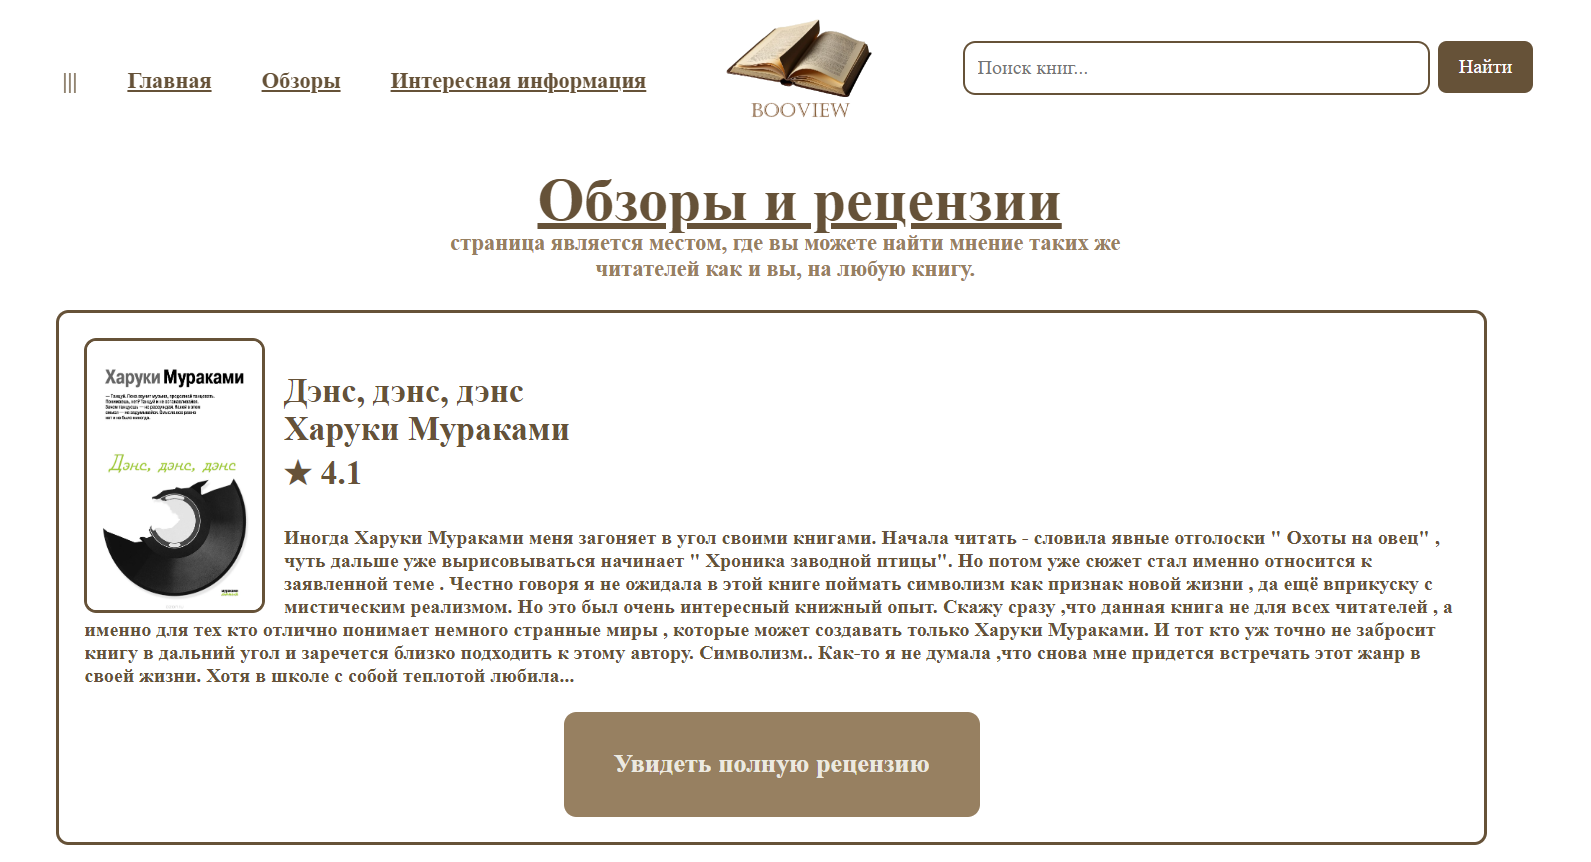 ||| Главная Обзоры Интересная информация
BOOVIEW
Поиск книг...
Найти
Обзоры и рецензии
страница является местом, где вы можете найти мнение таких же
читателей как и вы, на любую книгу.
Харуки Мураками
Дэнс, дэнс, дэнс
Дэнс, дэнс, дэнс
Харуки Мураками
★ 4.1
Иногда Харуки Мураками меня загоняет в угол своими книгами. Начала читать - словила явные отголоски " Охоты на овец" ,
чуть дальше уже вырисовываться начинает " Хроника заводной птицы". Но потом уже сюжет стал именно относится к
заявленной теме . Честно говоря я не ожидала в этой книге поймать символизм как признак новой жизни , да ещё вприкуску с
мистическим реализмом. Но это был очень интересный книжный опыт. Скажу сразу ,что данная книга не для всех читателей , а
именно для тех кто отлично понимает немного странные миры , которые может создавать только Харуки Мураками. И тот кто уж точно не забросит
книгу в дальний угол и заречется близко подходить к этому автору. Символизм.. Как-то я не думала ,что снова мне придется встречать этот жанр в
своей жизни. Хотя в школе с собой теплотой любила...
Увидеть полную рецензию